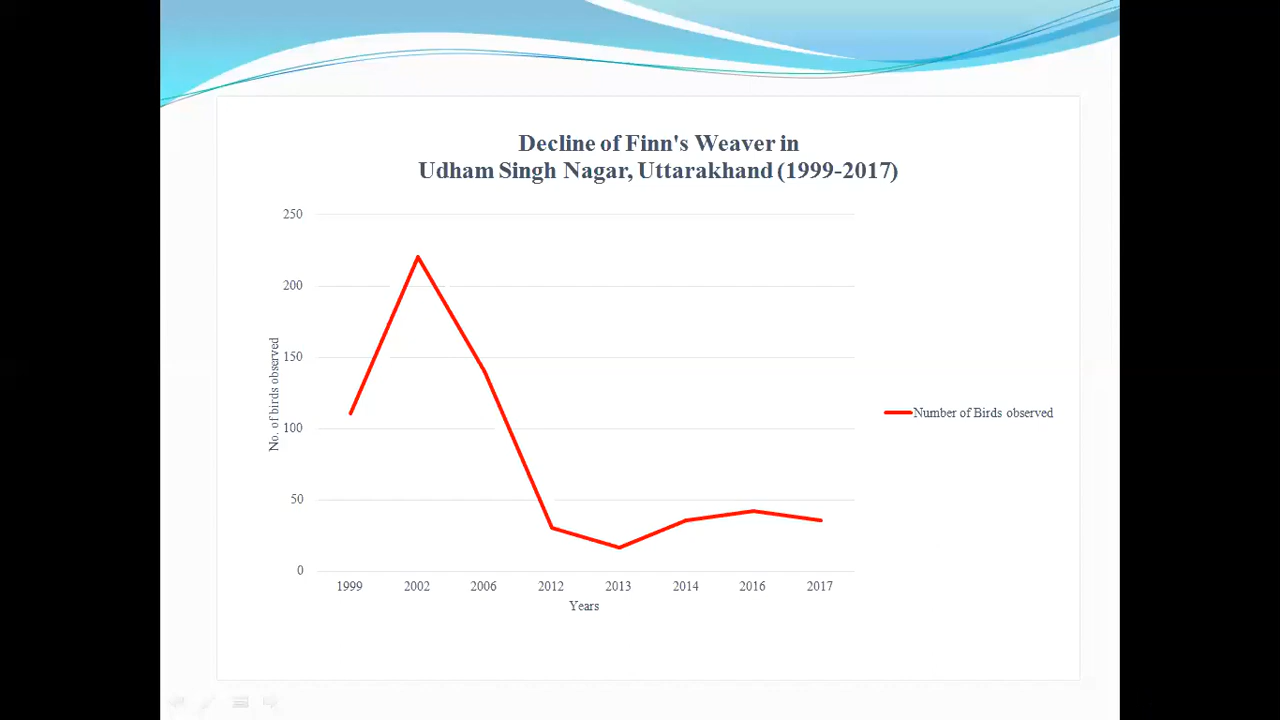 Decline of Finn's Weaver in
Udham Singh Nagar, Uttarakhand (1999-2017)
250
200
150
100
50
0
No. of birds observed
1999 2002 2006 2012 2013 2014 2016 2017
Years
Number of Birds observed